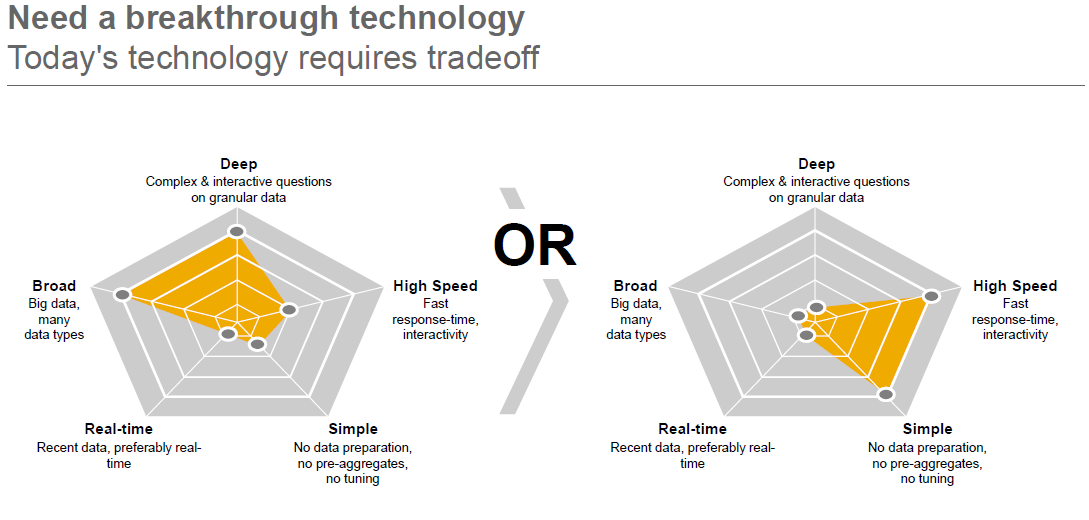 Need a breakthrough technology
Today's technology requires tradeoff
Deep
Complex & interactive questions
on granular data
Broad
Big data,
many
data types
High Speed
Fast
response-time,
interactivity
Real-time
Recent data, preferably real-
time
Simple
No data preparation,
no pre-aggregates,
no tuning
OR
Deep
Complex & interactive questions
on granular data
Broad
Big data,
many
data types
High Speed
Fast
response-time,
interactivity
Real-time
Recent data, preferably real-
time
Simple
No data preparation,
no pre-aggregates,
no tuning